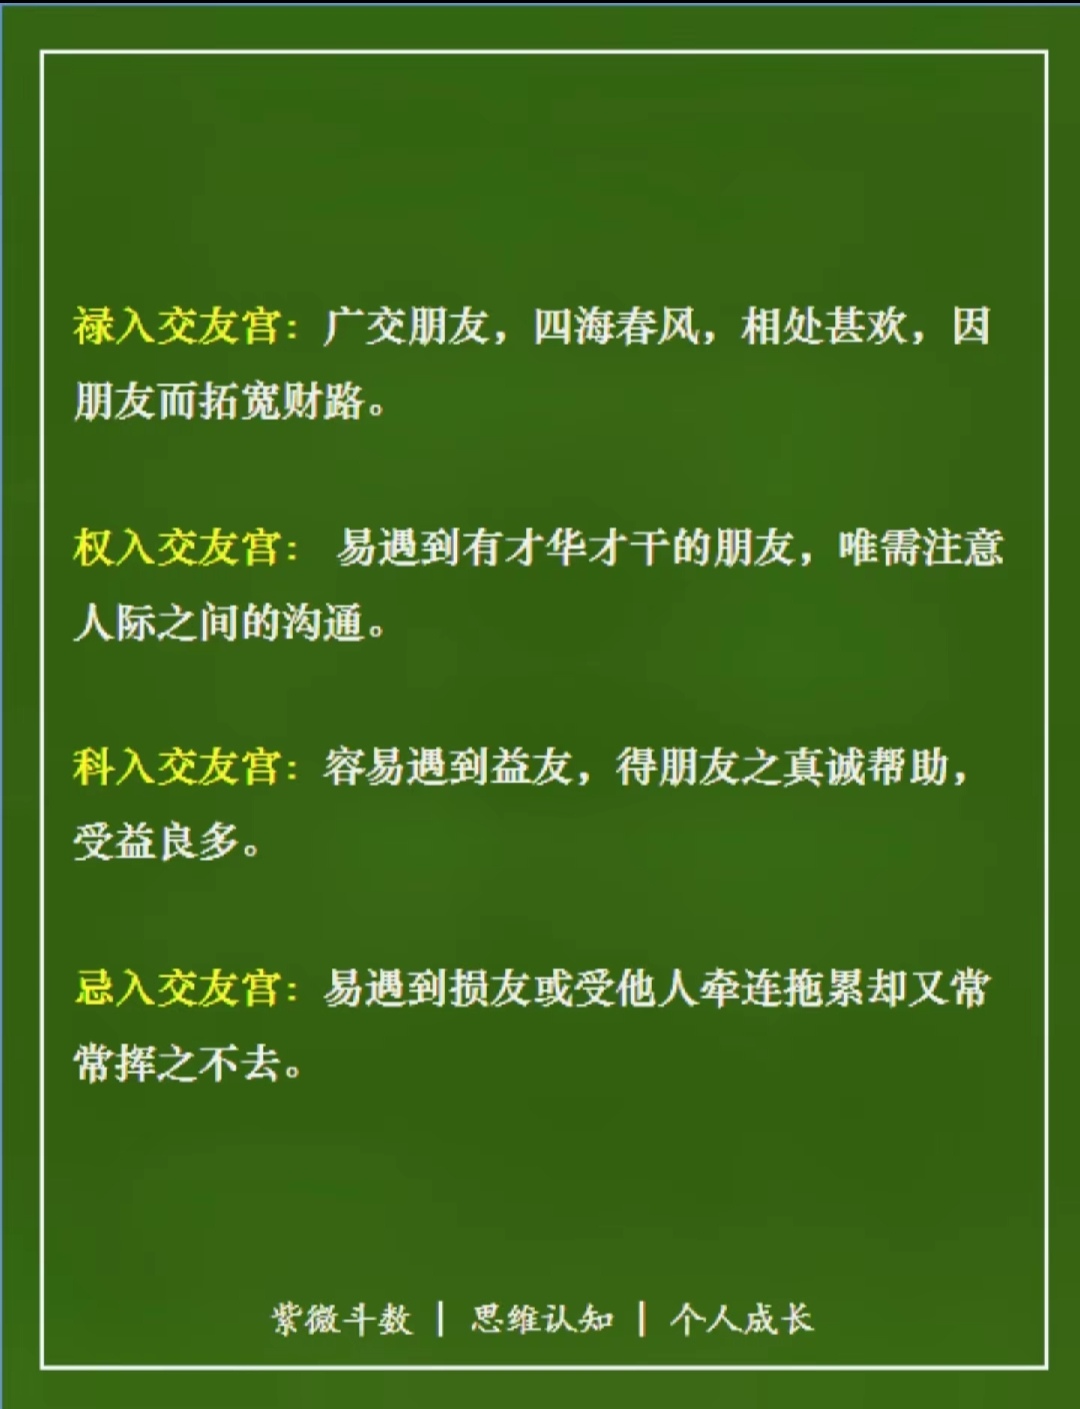 禄入交友宫：广交朋友，四海春风，相处甚欢，因
朋友而拓宽财路。
权入交友宫： 易遇到有才华才干的朋友，唯需注意
人际之间的沟通。
科入交友宫：容易遇到益友，得朋友之真诚帮助，
受益良多。
忌入交友宫：易遇到损友或受他人牵连拖累却又常
常挥之不去。
紫微斗数 | 思维认知 | 个人成长